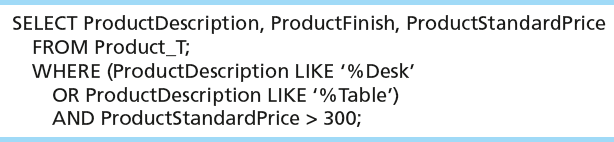 SELECT ProductDescription, ProductFinish, ProductStandardPrice
FROM Product_T;
WHERE (ProductDescription LIKE ‘%Desk’
OR ProductDescription LIKE ‘%Table’)
AND ProductStandardPrice > 300;